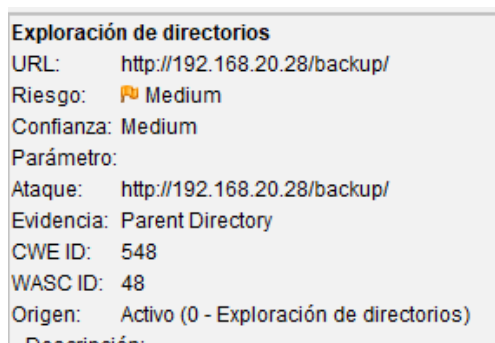 Exploración de directorios
URL: http://192.168.20.28/backup/
Riesgo: Medium
Confianza: Medium
Parámetro:
Ataque: http://192.168.20.28/backup/
Evidencia: Parent Directory
CWE ID: 548
WASC ID: 48
Origen: Activo (0 - Exploración de directorios)
Descripción: